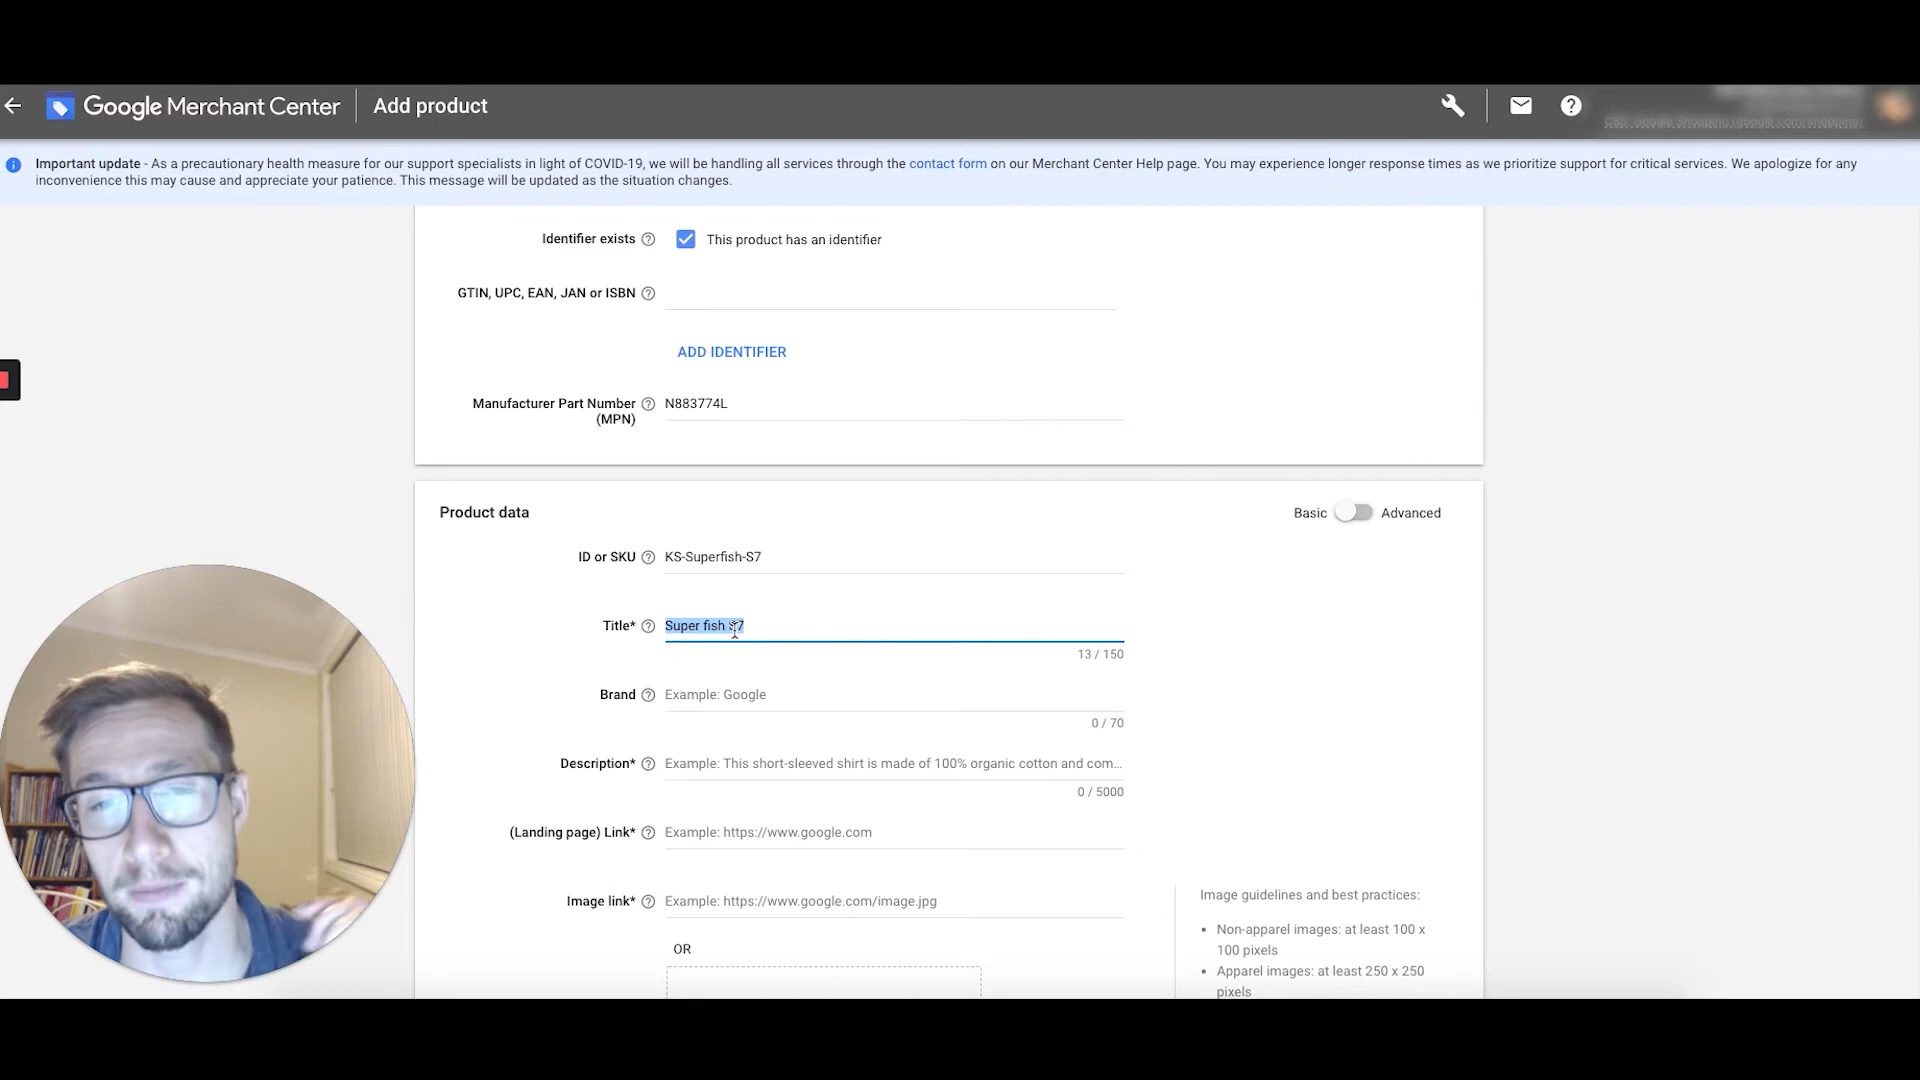 Google Merchant Center
Add product
CSS: Google Shopping (google.com/shopping)
Important update - As a precautionary health measure for our support specialists in light of COVID-19, we will be handling all services through the contact form on our Merchant Center Help page. You may experience longer response times as we prioritize support for critical services. We apologize for any
inconvenience this may cause and appreciate your patience. This message will be updated as the situation changes.
Identifier exists
This product has an identifier
GTIN, UPC, EAN, JAN or ISBN
ADD IDENTIFIER
Manufacturer Part Number
(MPN)
N883774L
Product data
Basic
Advanced
ID or SKU
KS-Superfish-S7
Title*
Super fish S7
13 / 150
Brand
Example: Google
0 / 70
Description*
Example: This short-sleeved shirt is made of 100% organic cotton and com...
0 / 5000
(Landing page) Link*
Example: https://www.google.com
Image link*
Example: https://www.google.com/image.jpg
OR
Image guidelines and best practices:
• Non-apparel images: at least 100 x
100 pixels
• Apparel images: at least 250 x 250
pixels